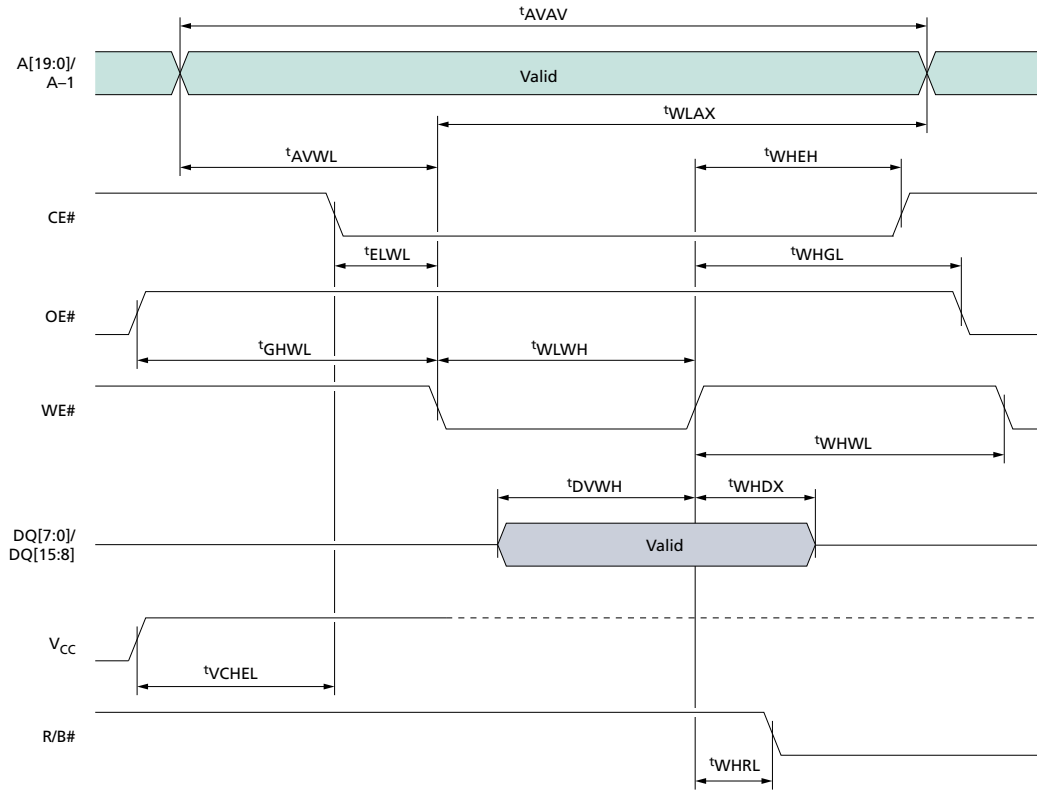 tAVAV
A[19:0]/
A–1
Valid
tWLAX
tAVWL
tWHEH
CE#
tELWL
tWHGL
OE#
tGHWL
tWLWH
WE#
tWHWL
tDVWH
tWHDX
DQ[7:0]/
DQ[15:8]
Valid
VCC
tVCHEL
R/B#
tWHRL